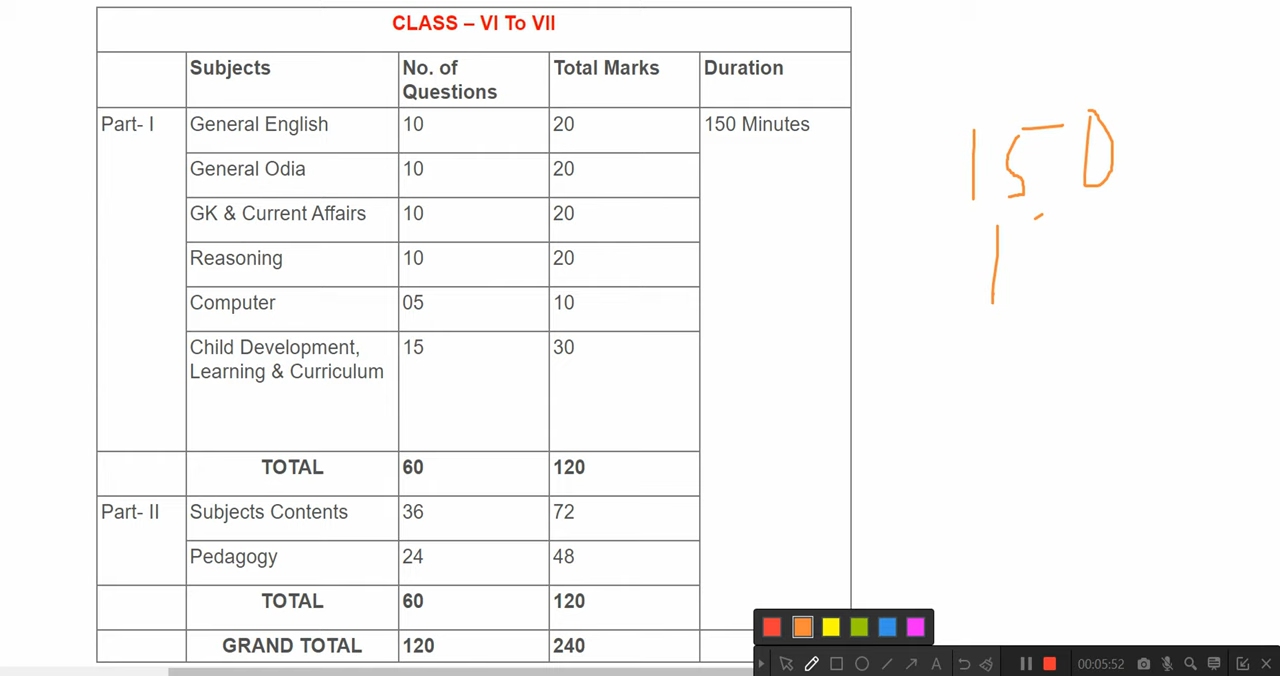 CLASS – VI To VII
Subjects No. of Questions Total Marks Duration
Part- I General English 10 20 150 Minutes
General Odia 10 20
GK & Current Affairs 10 20
Reasoning 10 20
Computer 05 10
Child Development, Learning & Curriculum 15 30
TOTAL 60 120
Part- II Subjects Contents 36 72
Pedagogy 24 48
TOTAL 60 120
GRAND TOTAL 120 240
150
1
A
00:05:52